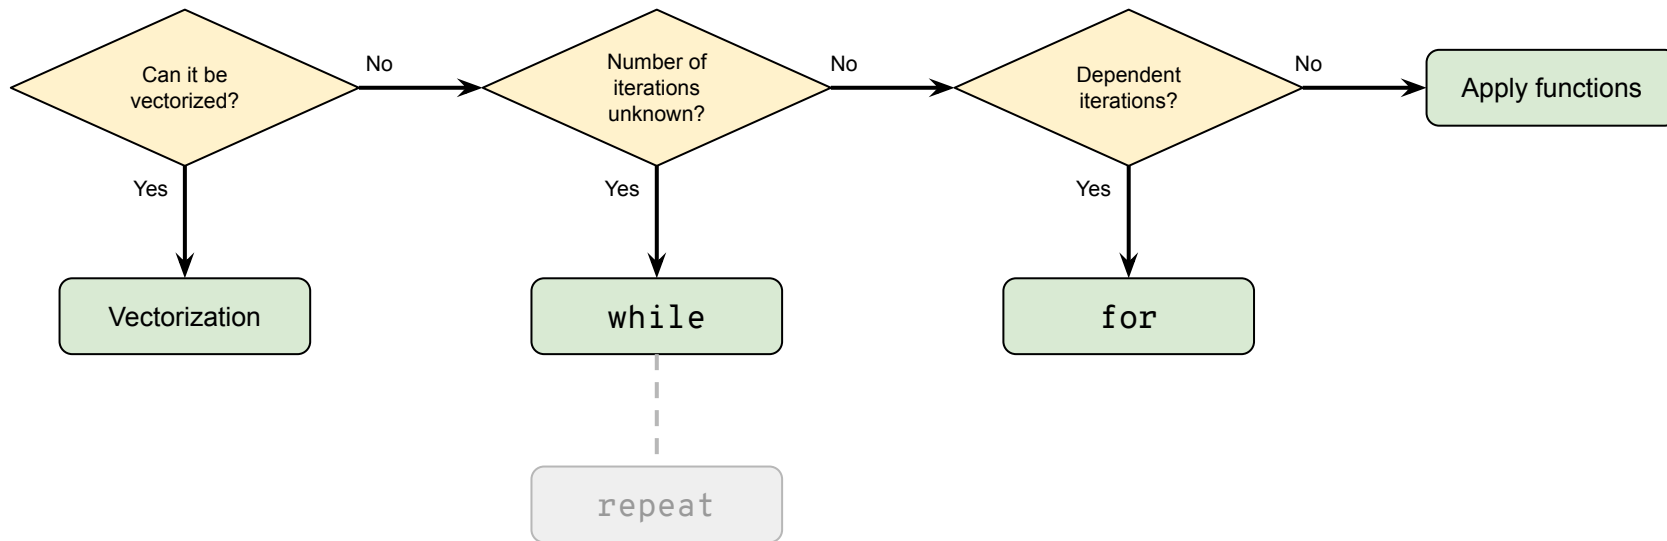 Can it be
vectorized?
No
Number of
iterations
unknown?
No
Dependent
iterations?
No
Apply functions
Yes
Yes
Yes
Vectorization
while
for
repeat